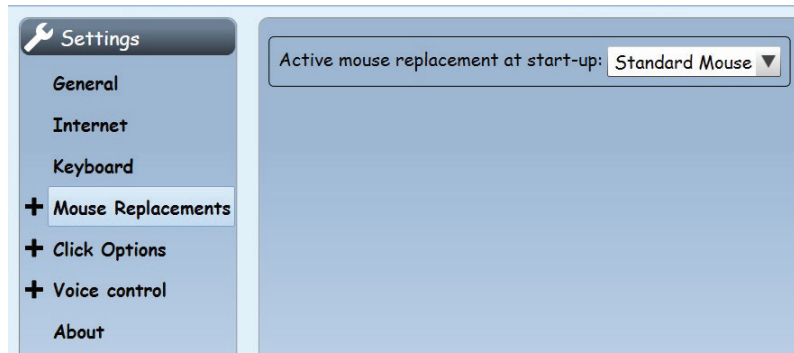 Settings
General
Internet
Keyboard
+ Mouse Replacements
+ Click Options
+ Voice control
About
Active mouse replacement at start-up: Standard Mouse